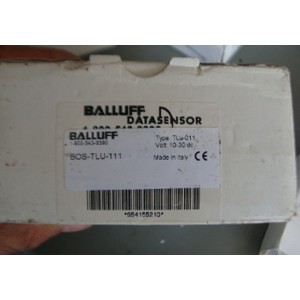 BALLUFF
DATASENSOR
BALLUFF
1-800-543-8390
BOS-TLU-111
Type TLu-011
Volt. 10-30 dc
Made in Italy CE
*954155210*